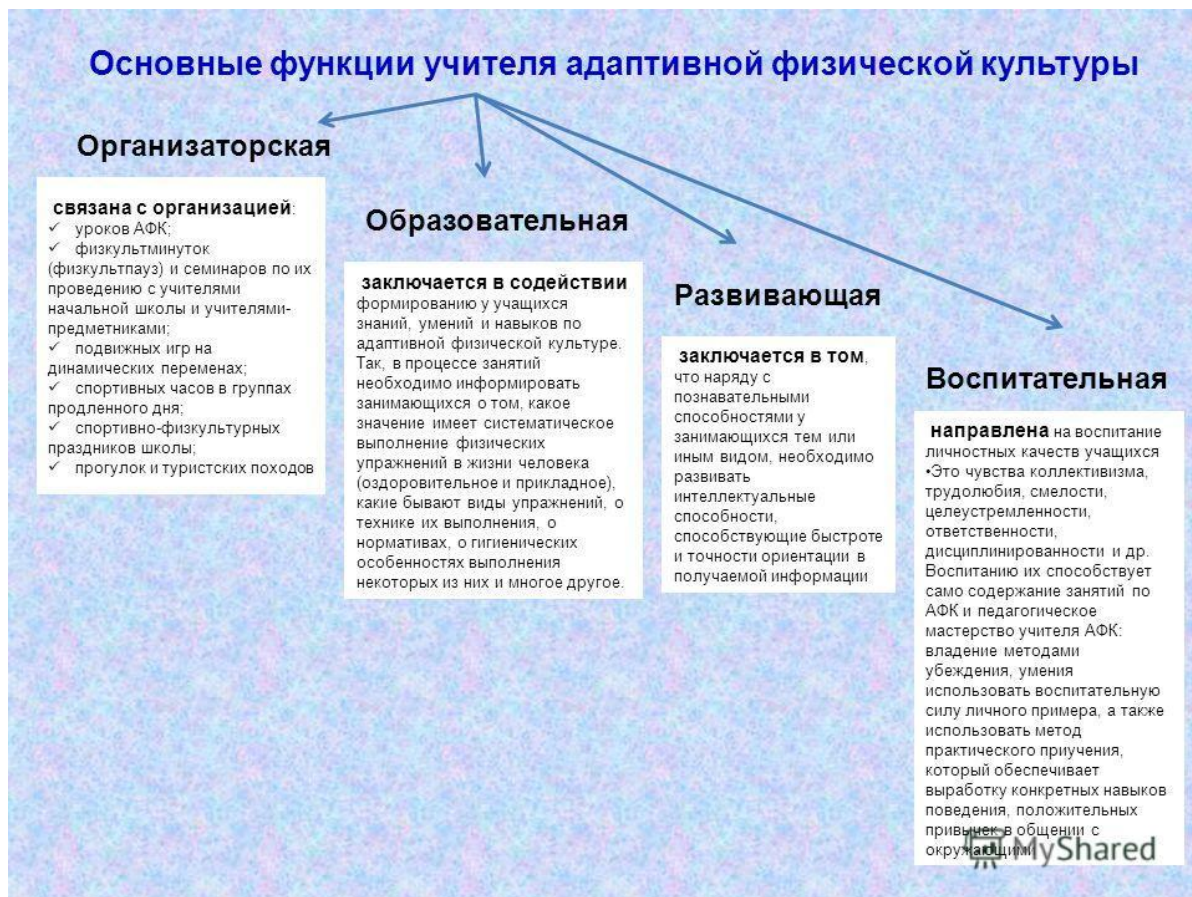 Основные функции учителя адаптивной физической культуры
Организаторская
связана с организацией:
✓ уроков АФК;
✓ физкультминуток
(физкультпауз) и семинаров по их
проведению с учителями
начальной школы и учителями-
предметниками;
✓ подвижных игр на
динамических переменах;
✓ спортивных часов в группах
продленного дня;
✓ спортивно-физкультурных
праздников школы;
✓ прогулок и туристских походов
Образовательная
заключается в содействии
формированию у учащихся
знаний, умений и навыков по
адаптивной физической культуре.
Так, в процессе занятий
необходимо информировать
занимающихся о том, какое
значение имеет систематическое
выполнение физических
упражнений в жизни человека
(оздоровительное и прикладное),
какие бывают виды упражнений, о
технике их выполнения, о
нормативах, о гигиенических
особенностях выполнения
некоторых из них и многое другое.
Развивающая
заключается в том,
что наряду с
познавательными
способностями у
занимающихся тем или
иным видом, необходимо
развивать
интеллектуальные
способности,
способствующие быстроте
и точности ориентации в
получаемой информации
Воспитательная
направлена на воспитание
личностных качеств учащихся
•Это чувства коллективизма,
трудолюбия, смелости,
целеустремленности,
ответственности,
дисциплинированности и др.
Воспитанию их способствует
само содержание занятий по
АФК и педагогическое
мастерство учителя АФК:
владение методами
убеждения, умения
использовать воспитательную
силу личного примера, а также
использовать метод
практического приучения,
который обеспечивает
выработку конкретных навыков
поведения, положительных
привычек в общении с
окружающими
MyShared